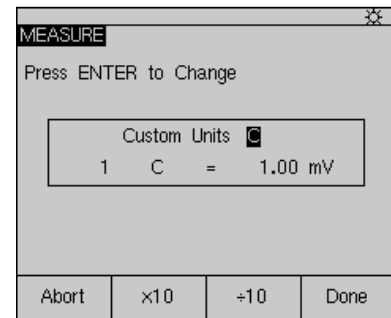 MEASURE
Press ENTER to Change
Custom Units C
1 C = 1.00 mV
Abort ×10 ÷10 Done